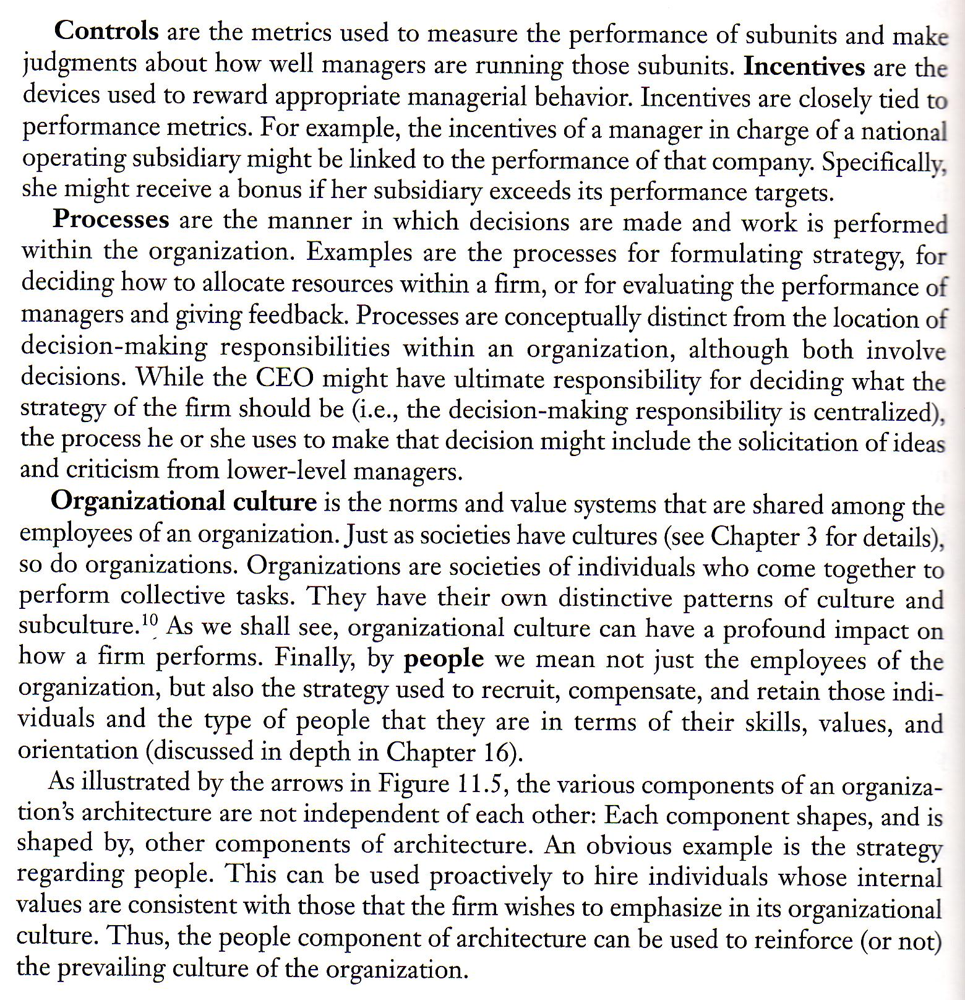 Controls are the metrics used to measure the performance of subunits and make
judgments about how well managers are running those subunits. Incentives are the
devices used to reward appropriate managerial behavior. Incentives are closely tied to
performance metrics. For example, the incentives of a manager in charge of a national
operating subsidiary might be linked to the performance of that company. Specifically,
she might receive a bonus if her subsidiary exceeds its performance targets.
Processes are the manner in which decisions are made and work is performed
within the organization. Examples are the processes for formulating strategy, for
deciding how to allocate resources within a firm, or for evaluating the performance of
managers and giving feedback. Processes are conceptually distinct from the location of
decision-making responsibilities within an organization, although both involve
decisions. While the CEO might have ultimate responsibility for deciding what the
strategy of the firm should be (i.e., the decision-making responsibility is centralized),
the process he or she uses to make that decision might include the solicitation of ideas
and criticism from lower-level managers.
Organizational culture is the norms and value systems that are shared among the
employees of an organization. Just as societies have cultures (see Chapter 3 for details),
so do organizations. Organizations are societies of individuals who come together to
perform collective tasks. They have their own distinctive patterns of culture and
subculture.¹⁰ As we shall see, organizational culture can have a profound impact on
how a firm performs. Finally, by people we mean not just the employees of the
organization, but also the strategy used to recruit, compensate, and retain those indi-
viduals and the type of people that they are in terms of their skills, values, and
orientation (discussed in depth in Chapter 16).
As illustrated by the arrows in Figure 11.5, the various components of an organiza-
tion's architecture are not independent of each other: Each component shapes, and is
shaped by, other components of architecture. An obvious example is the strategy
regarding people. This can be used proactively to hire individuals whose internal
values are consistent with those that the firm wishes to emphasize in its organizational
culture. Thus, the people component of architecture can be used to reinforce (or not)
the prevailing culture of the organization.